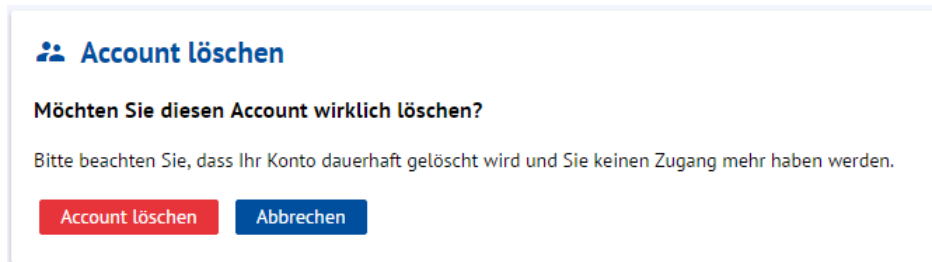 Account löschen
Möchten Sie diesen Account wirklich löschen?
Bitte beachten Sie, dass Ihr Konto dauerhaft gelöscht wird und Sie keinen Zugang mehr haben werden.
Account löschen Abbrechen